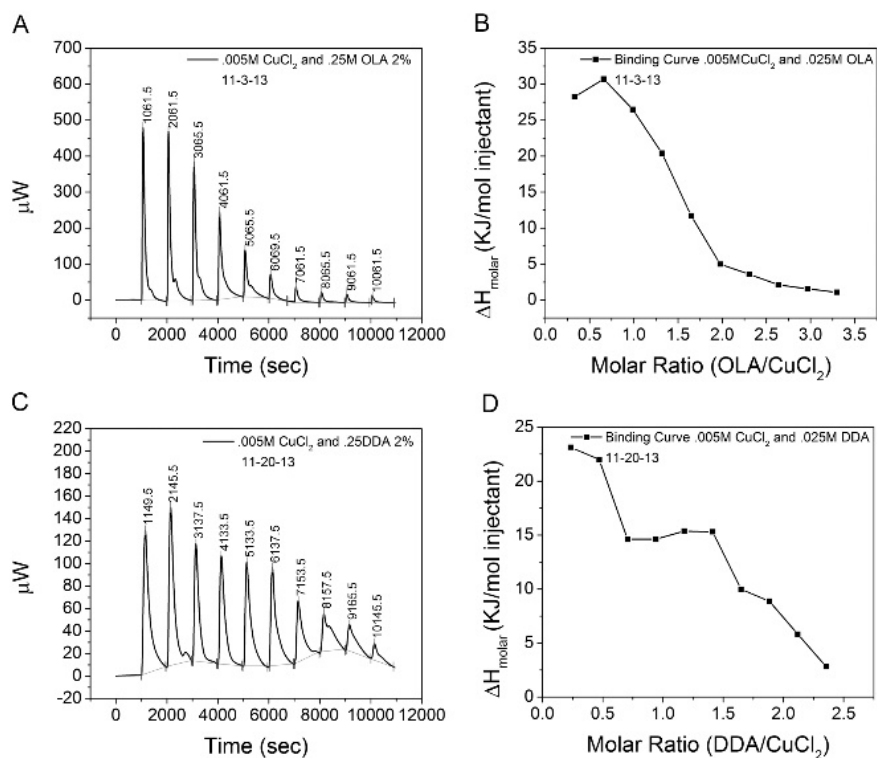 A
700
600
500
400
300
200
100
0
μW
.005M CuCl₂ and .25M OLA 2%
11-3-13
1061.5
2061.5
3065.5
4061.5
5065.5
6069.5
7061.5
8065.5
9061.5
10061.5
0 2000 4000 6000 8000 10000 12000
Time (sec)
B
35
30
25
20
15
10
5
0
ΔHmolar (KJ/mol injectant)
Binding Curve .005MCuCl₂ and .025M OLA
11-3-13
0.0 0.5 1.0 1.5 2.0 2.5 3.0 3.5
Molar Ratio (OLA/CuCl₂)
C
220
200
180
160
140
120
100
80
60
40
20
0
-20
μW
.005M CuCl₂ and .25DDA 2%
11-20-13
1149.5
2145.5
3137.5
4133.5
5133.5
6137.5
7153.5
8157.5
9165.5
10145.5
0 2000 4000 6000 8000 10000 12000
Time (sec)
D
25
20
15
10
5
0
ΔHmolar (KJ/mol injectant)
Binding Curve .005M CuCl₂ and .025M DDA
11-20-13
0.0 0.5 1.0 1.5 2.0 2.5
Molar Ratio (DDA/CuCl₂)